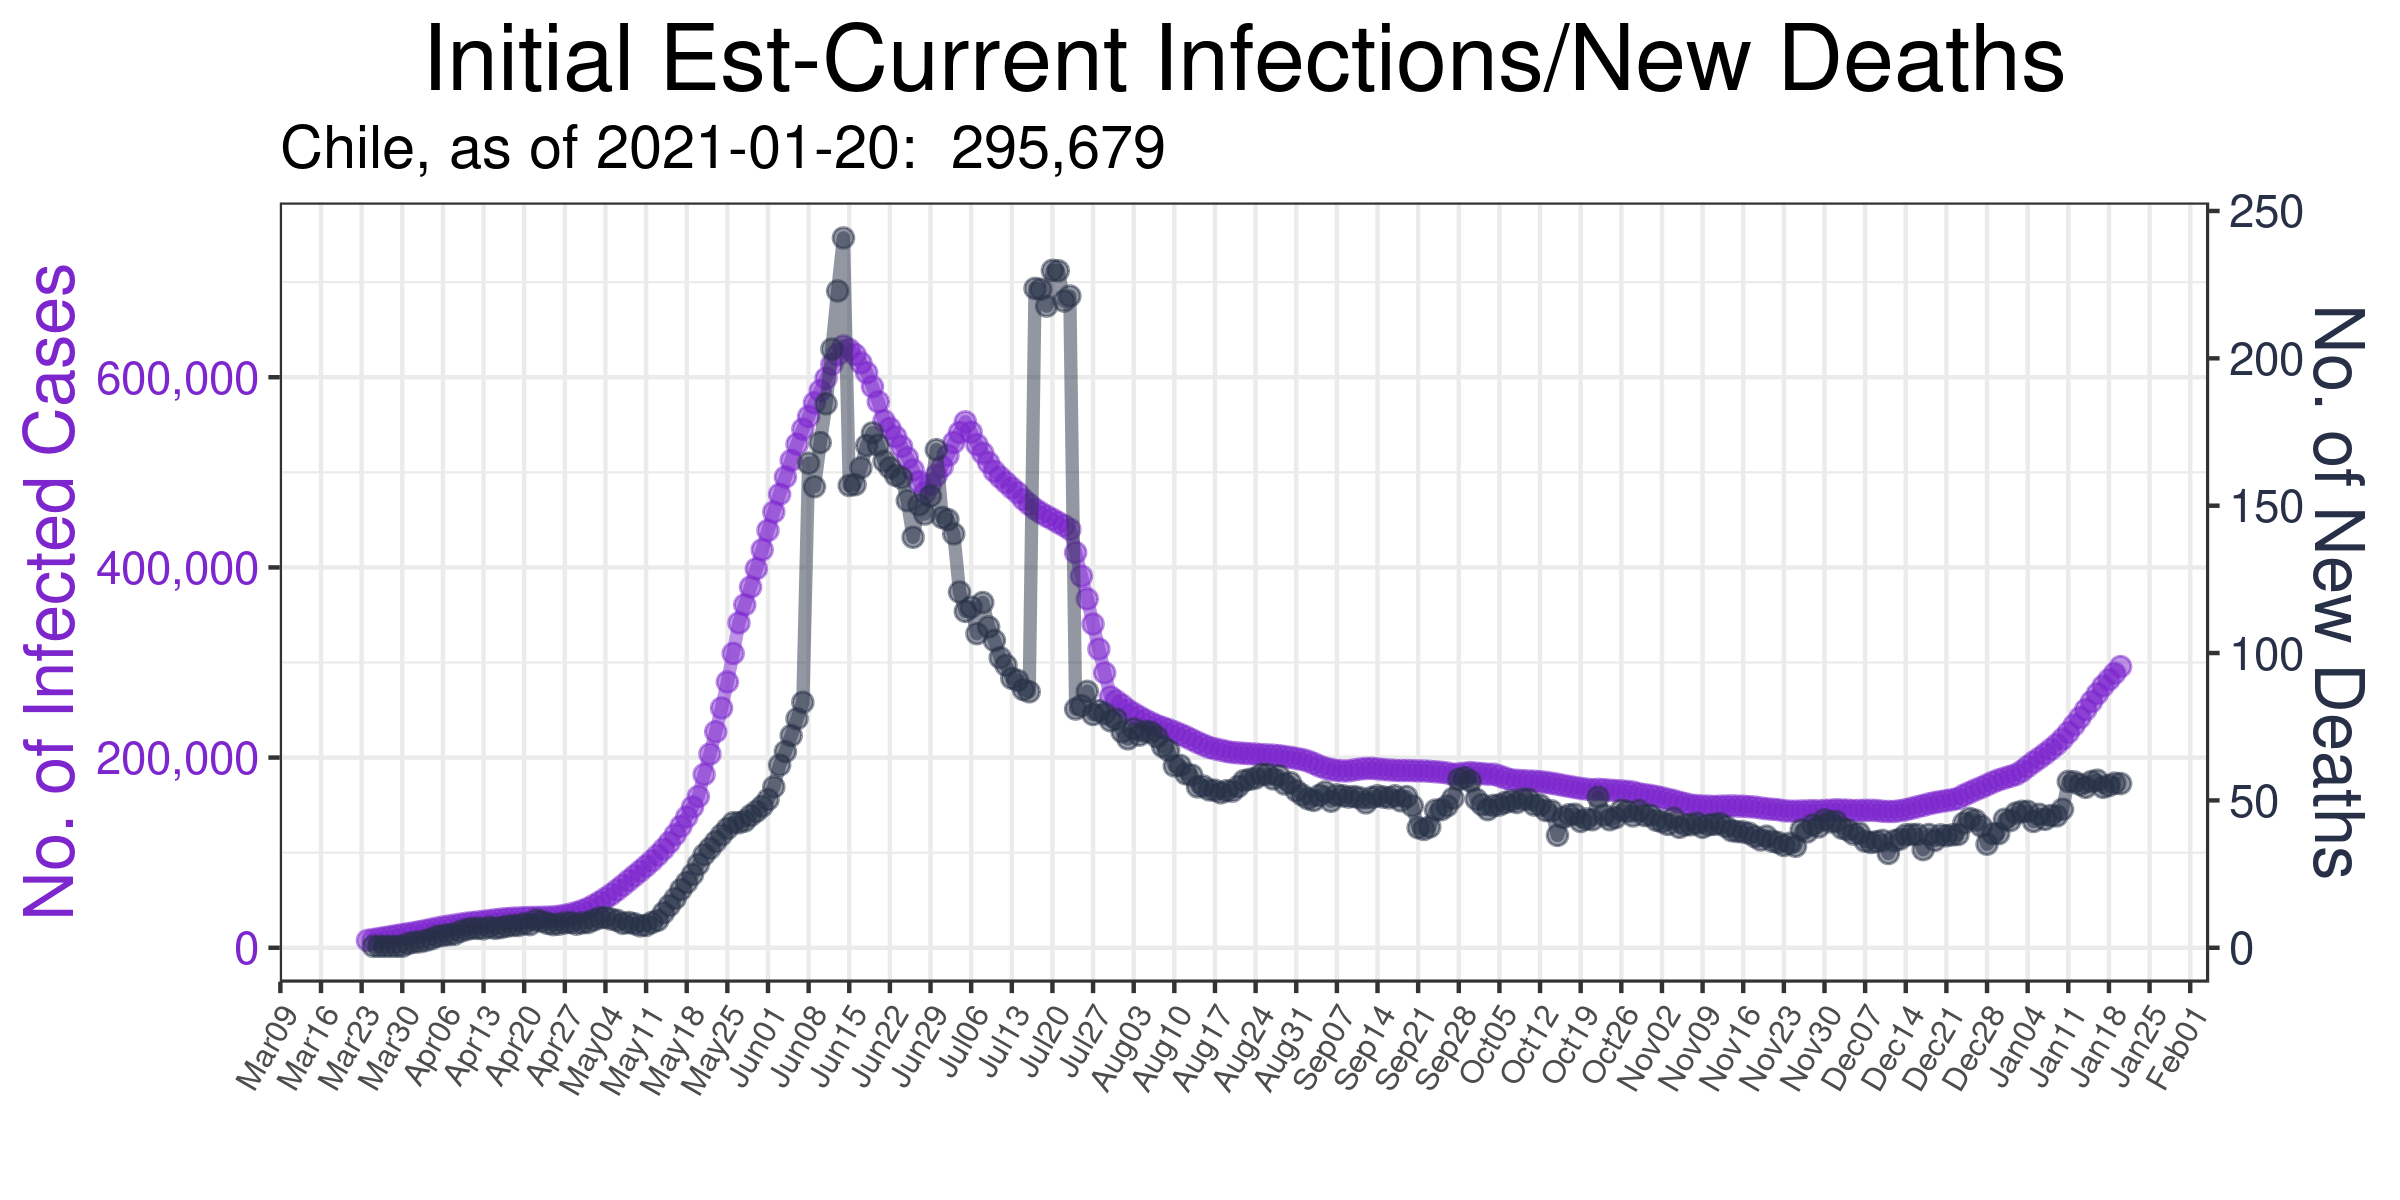 Initial Est-Current Infections/New Deaths
Chile, as of 2021-01-20:  295,679
No. of Infected Cases
600,000
400,000
200,000
0
250
200
150
100
50
0
No. of New Deaths
Mar09
Mar16
Mar23
Mar30
Apr06
Apr13
Apr20
Apr27
May04
May11
May18
May25
Jun01
Jun08
Jun15
Jun22
Jun29
Jul06
Jul13
Jul20
Jul27
Aug03
Aug10
Aug17
Aug24
Aug31
Sep07
Sep14
Sep21
Sep28
Oct05
Oct12
Oct19
Oct26
Nov02
Nov09
Nov16
Nov23
Nov30
Dec07
Dec14
Dec21
Dec28
Jan04
Jan11
Jan18
Jan25
Feb01